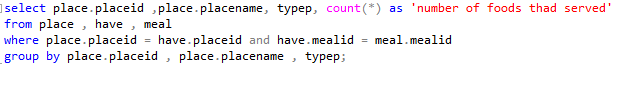 select place.placeid ,place.placename, typep, count(*) as 'number of foods thad served'
from place , have , meal
where place.placeid = have.placeid and have.mealid = meal.mealid
group by place.placeid , place.placename , typep;